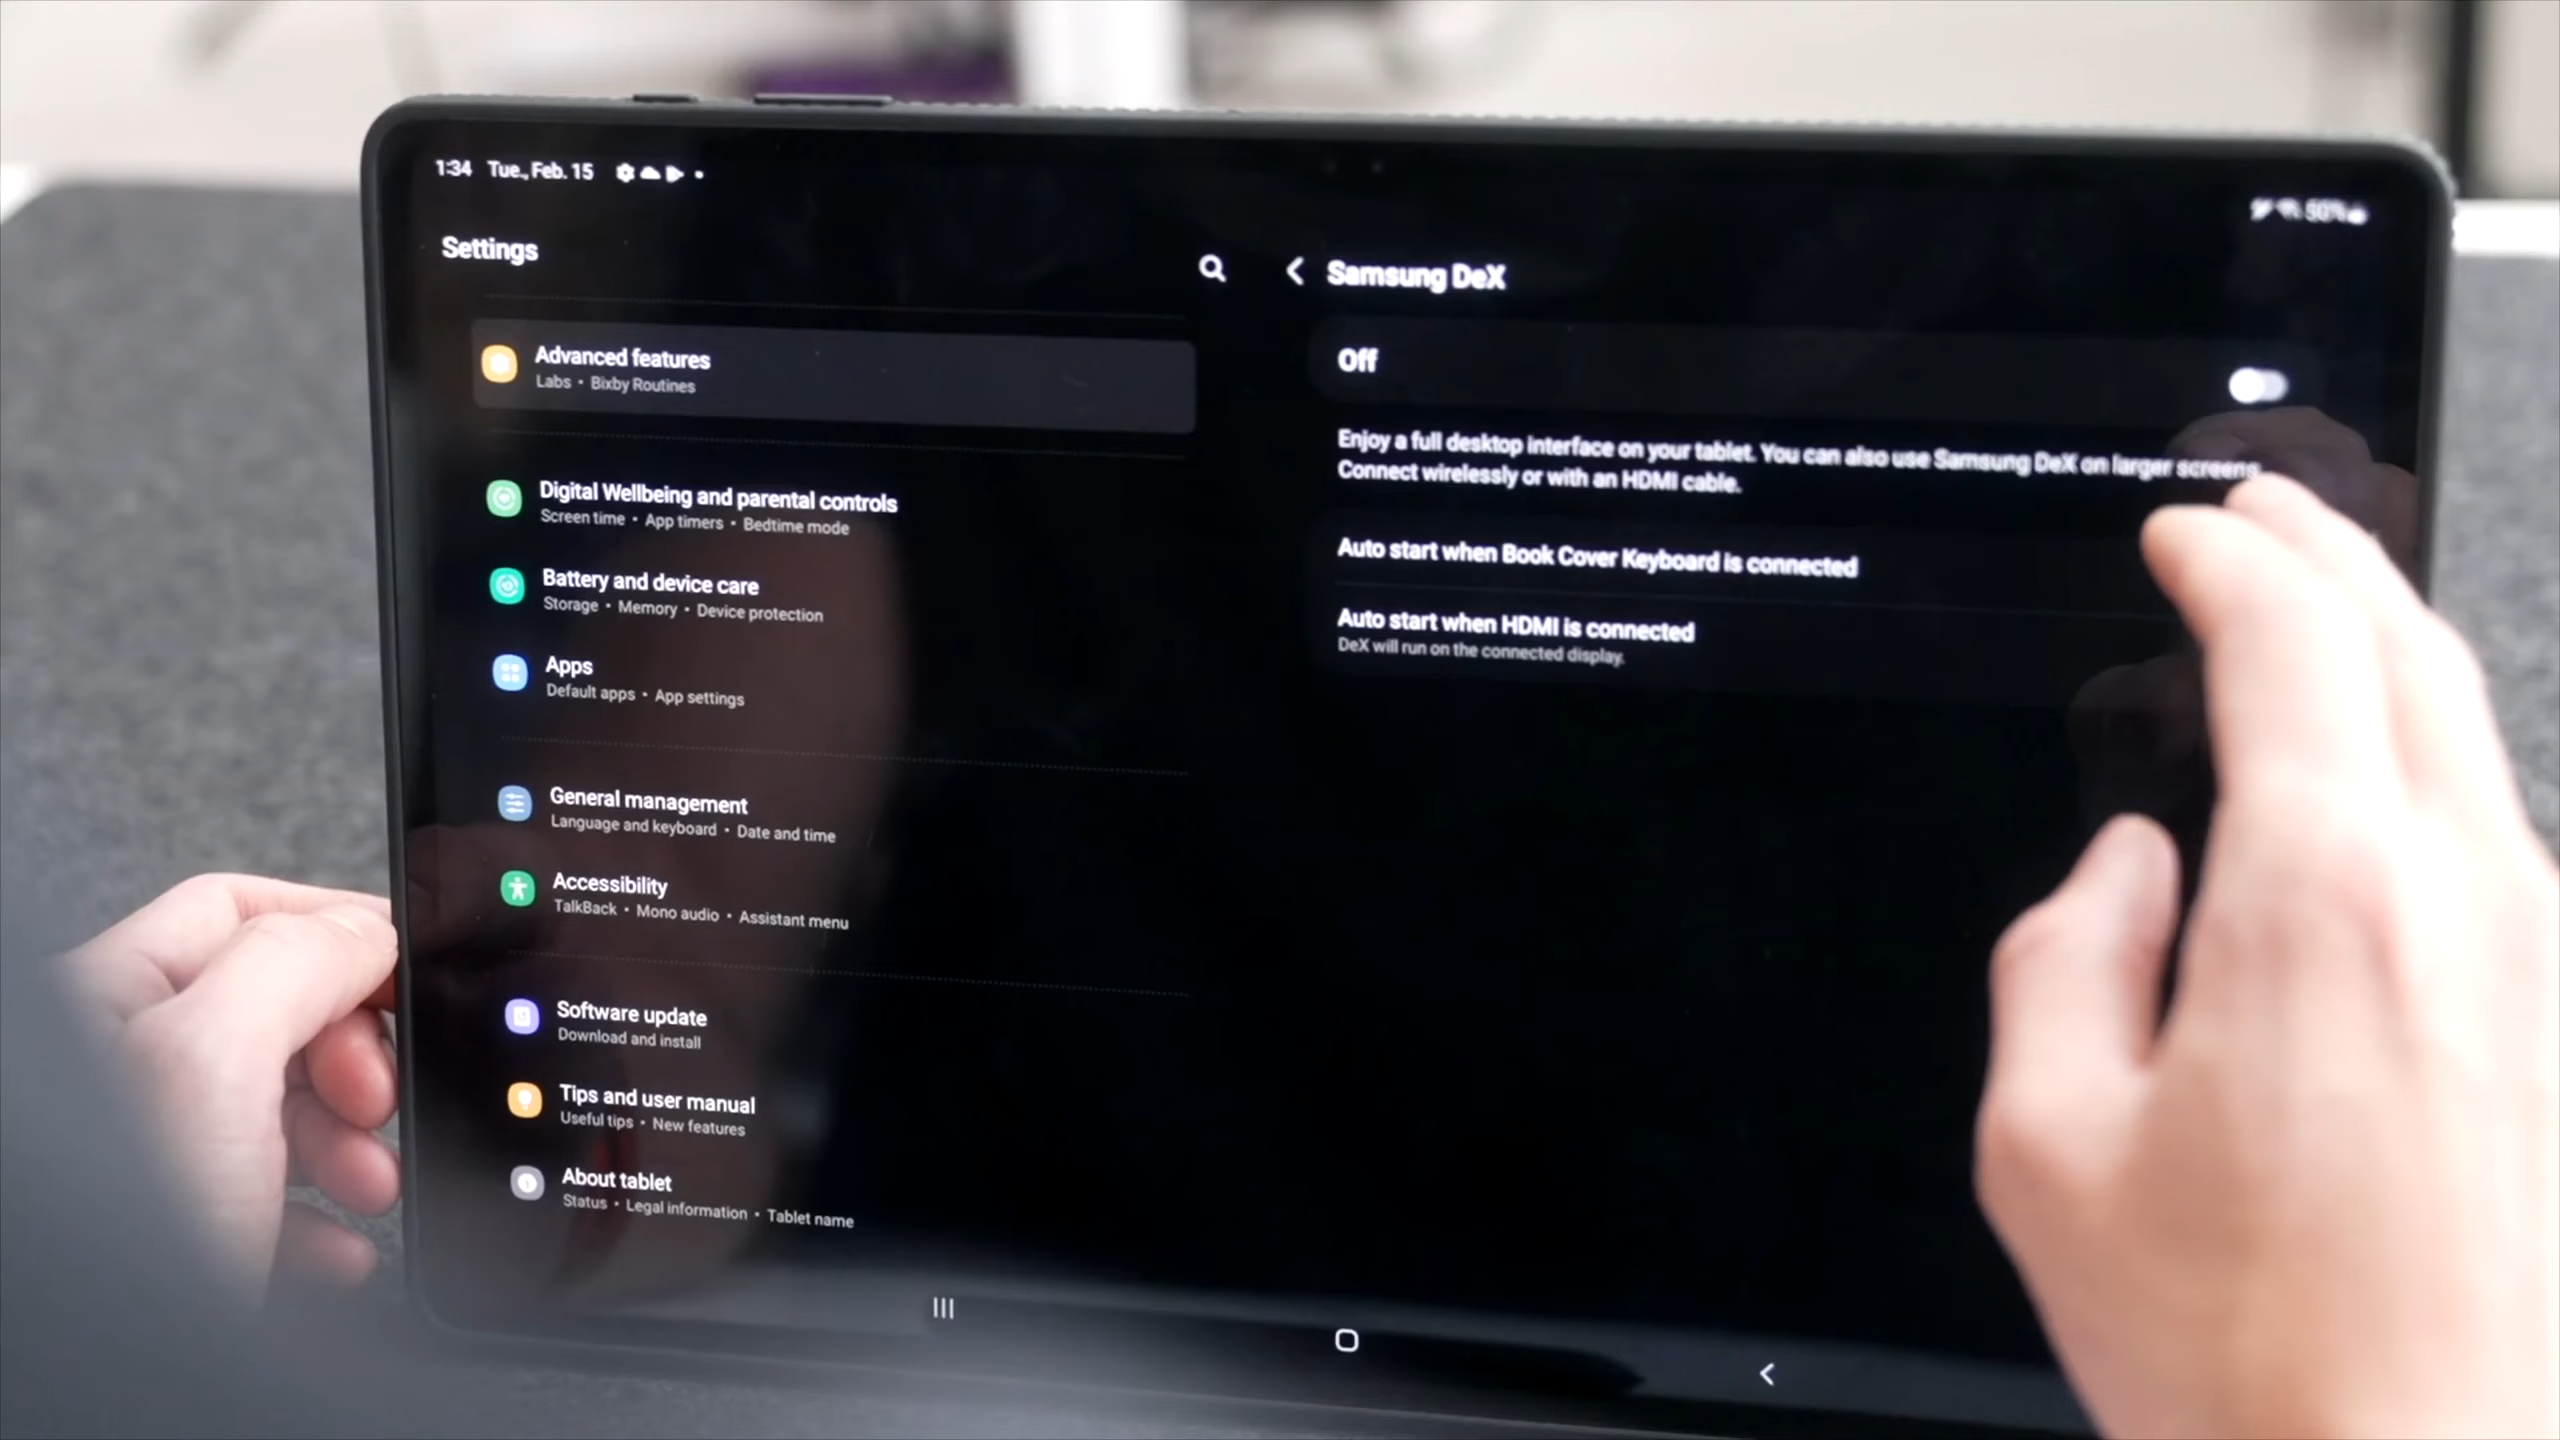 1:34 Tue., Feb. 15
50%
Settings
Advanced features
Labs • Bixby Routines
Digital Wellbeing and parental controls
Screen time • App timers • Bedtime mode
Battery and device care
Storage • Memory • Device protection
Apps
Default apps • App settings
General management
Language and keyboard • Date and time
Accessibility
TalkBack • Mono audio • Assistant menu
Software update
Download and install
Tips and user manual
Useful tips • New features
About tablet
Status • Legal information • Tablet name
Samsung DeX
Off
Enjoy a full desktop interface on your tablet. You can also use Samsung DeX on larger screens.
Connect wirelessly or with an HDMI cable.
Auto start when Book Cover Keyboard is connected
Auto start when HDMI is connected
DeX will run on the connected display.